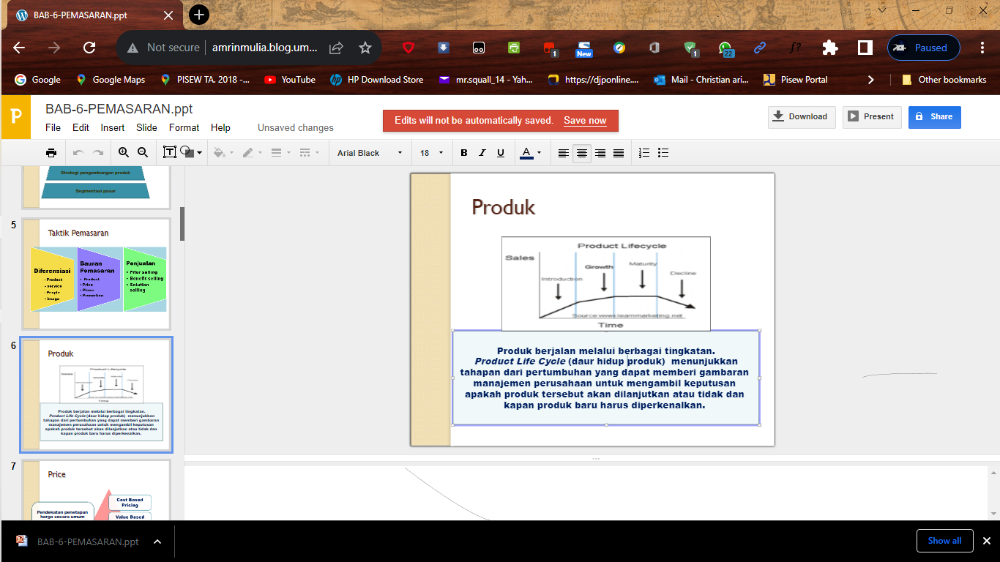 BAB-6-PEMASARAN.ppt
Not secure amrinmulia.blog.um...
1
New
1
22
f?
Paused
Google
Google Maps
PISEW TA. 2018 -...
YouTube
HP Download Store
mr.squall_14 - Yah...
https://djponline....
Mail - Christian ari...
Pisew Portal
Other bookmarks
P
BAB-6-PEMASARAN.ppt
File Edit Insert Slide Format Help Unsaved changes
Edits will not be automatically saved. Save now
Download
Present
Share
Arial Black 18 B I U A
Strategi pengembangan produk
Segmentasi pasar
5
Taktik Pemasaran
Diferensiasi
- Product
- service
- People
- image
Bauran
Pemasaran
• Product
• Price
• Place
• Promotion
Penjualan
• Fitur selling
• Benefit selling
• Solution
selling
6
Produk
Product Lifecycle
Sales
Introduction
Growth
Maturity
Decline
Time
Produk berjalan melalui berbagai tingkatan.
Product Life Cycle (daur hidup produk) menunjukkan
tahapan dari pertumbuhan yang dapat memberi gambaran
manajemen perusahaan untuk mengambil keputusan
apakah produk tersebut akan dilanjutkan atau tidak dan
kapan produk baru harus diperkenalkan.
7
Price
Pendekatan penetapan
harga secara umum
Cost Based
Pricing
Value Based
Produk
Product Lifecycle
Sales
Introduction
Growth
Maturity
Decline
Source:www.learnmarketing.net
Time
Produk berjalan melalui berbagai tingkatan.
Product Life Cycle (daur hidup produk) menunjukkan
tahapan dari pertumbuhan yang dapat memberi gambaran
manajemen perusahaan untuk mengambil keputusan
apakah produk tersebut akan dilanjutkan atau tidak dan
kapan produk baru harus diperkenalkan.
BAB-6-PEMASARAN.ppt
Show all